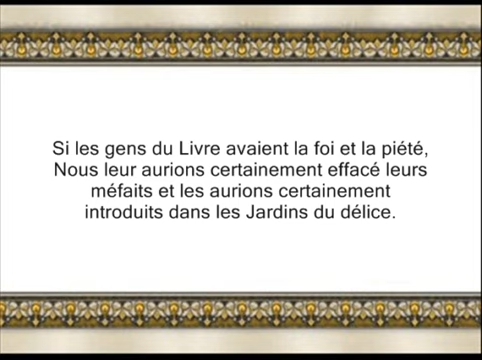 Si les gens du Livre avaient la foi et la piété,
Nous leur aurions certainement effacé leurs
méfaits et les aurions certainement
introduits dans les Jardins du délice.